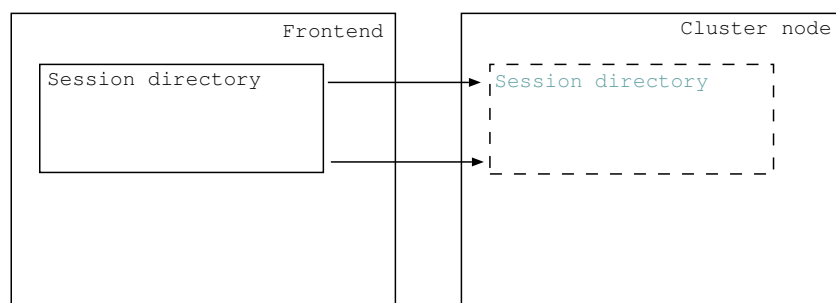 Frontend
Session directory
Cluster node
Session directory